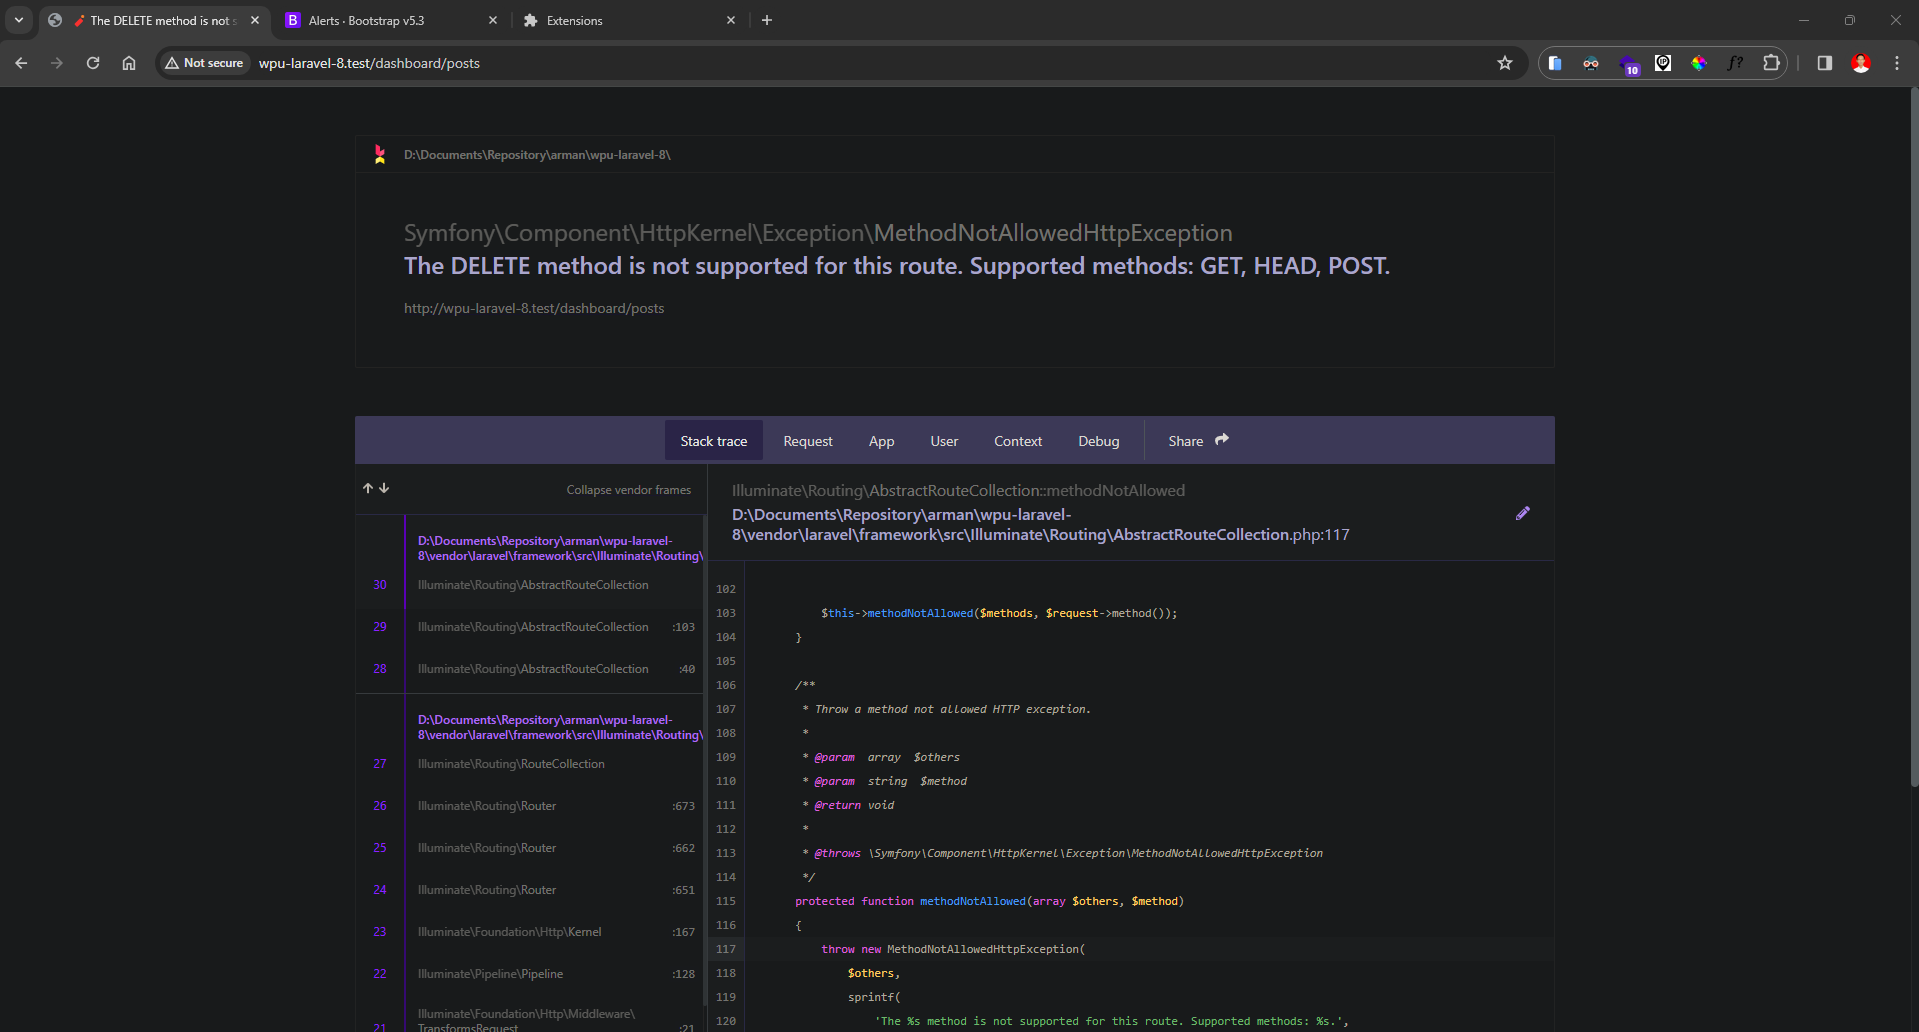 The DELETE method is not s
Alerts · Bootstrap v5.3
Extensions
Not secure
wpu-laravel-8.test/dashboard/posts
10
f?
D:\Documents\Repository\arman\wpu-laravel-8\
Symfony\Component\HttpKernel\Exception\MethodNotAllowedHttpException
The DELETE method is not supported for this route. Supported methods: GET, HEAD, POST.
http://wpu-laravel-8.test/dashboard/posts
Stack trace Request App User Context Debug Share
Collapse vendor frames
D:\Documents\Repository\arman\wpu-laravel-
8\vendor\laravel\framework\src\Illuminate\Routing\
30 Illuminate\Routing\AbstractRouteCollection
29 Illuminate\Routing\AbstractRouteCollection :103
28 Illuminate\Routing\AbstractRouteCollection :40
D:\Documents\Repository\arman\wpu-laravel-
8\vendor\laravel\framework\src\Illuminate\Routing\
27 Illuminate\Routing\RouteCollection
26 Illuminate\Routing\Router :673
25 Illuminate\Routing\Router :662
24 Illuminate\Routing\Router :651
23 Illuminate\Foundation\Http\Kernel :167
22 Illuminate\Pipeline\Pipeline :128
Illuminate\Foundation\Http\Middleware\
21 TransformsRequest :21
Illuminate\Routing\AbstractRouteCollection::methodNotAllowed
D:\Documents\Repository\arman\wpu-laravel-
8\vendor\laravel\framework\src\Illuminate\Routing\AbstractRouteCollection.php:117
102
103 $this->methodNotAllowed($methods, $request->method());
104 }
105
106 /**
107 * Throw a method not allowed HTTP exception.
108 *
109 * @param  array  $others
110 * @param  string  $method
111 * @return void
112 *
113 * @throws \Symfony\Component\HttpKernel\Exception\MethodNotAllowedHttpException
114 */
115 protected function methodNotAllowed(array $others, $method)
116 {
117 throw new MethodNotAllowedHttpException(
118 $others,
119 sprintf(
120 'The %s method is not supported for this route. Supported methods: %s.',